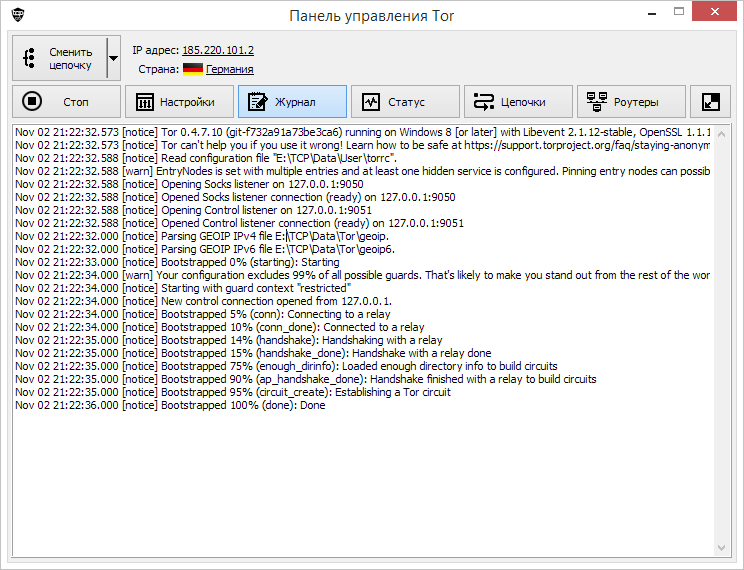 Панель управления Tor
Сменить цепочку
IP адрес: 185.220.101.2
Страна: Германия
Стоп Настройки Журнал Статус Цепочки Роутеры
Nov 02 21:22:32.573 [notice] Tor 0.4.7.10 (git-f732a91a73be3ca6) running on Windows 8 [or later] with Libevent 2.1.12-stable, OpenSSL 1.1.1
Nov 02 21:22:32.573 [notice] Tor can't help you if you use it wrong! Learn how to be safe at https://support.torproject.org/faq/staying-anonym
Nov 02 21:22:32.588 [notice] Read configuration file "E:\TCP\Data\User\torrc".
Nov 02 21:22:32.588 [warn] EntryNodes is set with multiple entries and at least one hidden service is configured. Pinning entry nodes can possib
Nov 02 21:22:32.588 [notice] Opening Socks listener on 127.0.0.1:9050
Nov 02 21:22:32.588 [notice] Opened Socks listener connection (ready) on 127.0.0.1:9050
Nov 02 21:22:32.588 [notice] Opening Control listener on 127.0.0.1:9051
Nov 02 21:22:32.588 [notice] Opened Control listener connection (ready) on 127.0.0.1:9051
Nov 02 21:22:32.000 [notice] Parsing GEOIP IPv4 file E:\TCP\Data\Tor\geoip.
Nov 02 21:22:32.000 [notice] Parsing GEOIP IPv6 file E:\TCP\Data\Tor\geoip6.
Nov 02 21:22:33.000 [notice] Bootstrapped 0% (starting): Starting
Nov 02 21:22:34.000 [warn] Your configuration excludes 99% of all possible guards. That's likely to make you stand out from the rest of the wor
Nov 02 21:22:34.000 [notice] Starting with guard context "restricted"
Nov 02 21:22:34.000 [notice] New control connection opened from 127.0.0.1.
Nov 02 21:22:34.000 [notice] Bootstrapped 5% (conn): Connecting to a relay
Nov 02 21:22:34.000 [notice] Bootstrapped 10% (conn_done): Connected to a relay
Nov 02 21:22:35.000 [notice] Bootstrapped 14% (handshake): Handshaking with a relay
Nov 02 21:22:35.000 [notice] Bootstrapped 15% (handshake_done): Handshake with a relay done
Nov 02 21:22:35.000 [notice] Bootstrapped 75% (enough_dirinfo): Loaded enough directory info to build circuits
Nov 02 21:22:35.000 [notice] Bootstrapped 90% (ap_handshake_done): Handshake finished with a relay to build circuits
Nov 02 21:22:35.000 [notice] Bootstrapped 95% (circuit_create): Establishing a Tor circuit
Nov 02 21:22:36.000 [notice] Bootstrapped 100% (done): Done